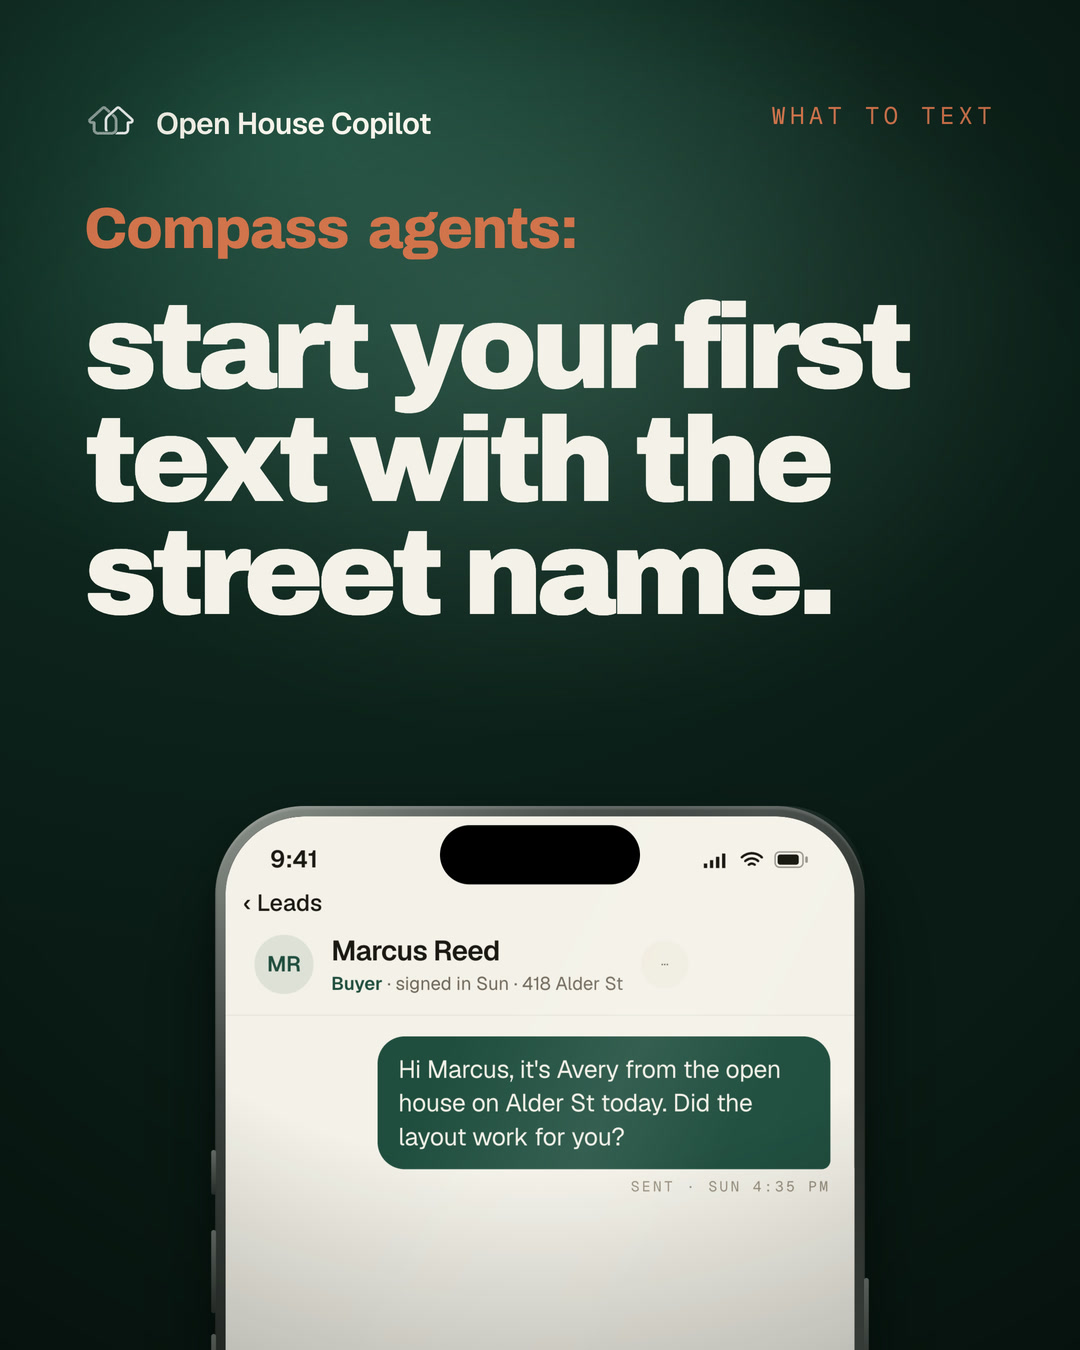 Open House Copilot
WHAT TO TEXT
Compass agents:
start your first
text with the
street name.
9:41
‹ Leads
MR
Marcus Reed
Buyer · signed in Sun · 418 Alder St
...
Hi Marcus, it's Avery from the open
house on Alder St today. Did the
layout work for you?
SENT · SUN 4:35 PM